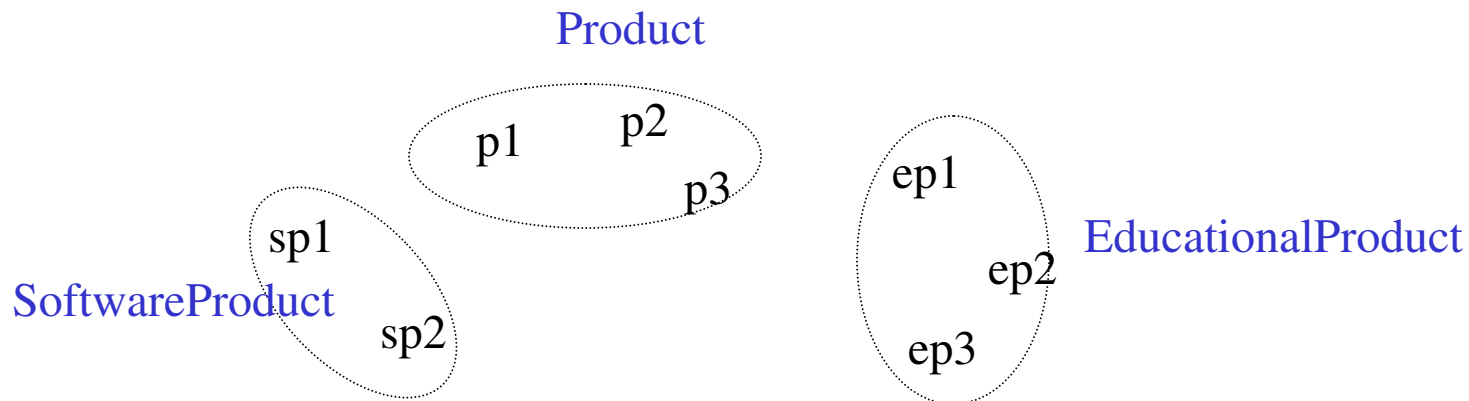 Product
p1
p2
p3
ep1
sp1
EducationalProduct
ep2
SoftwareProduct
sp2
ep3